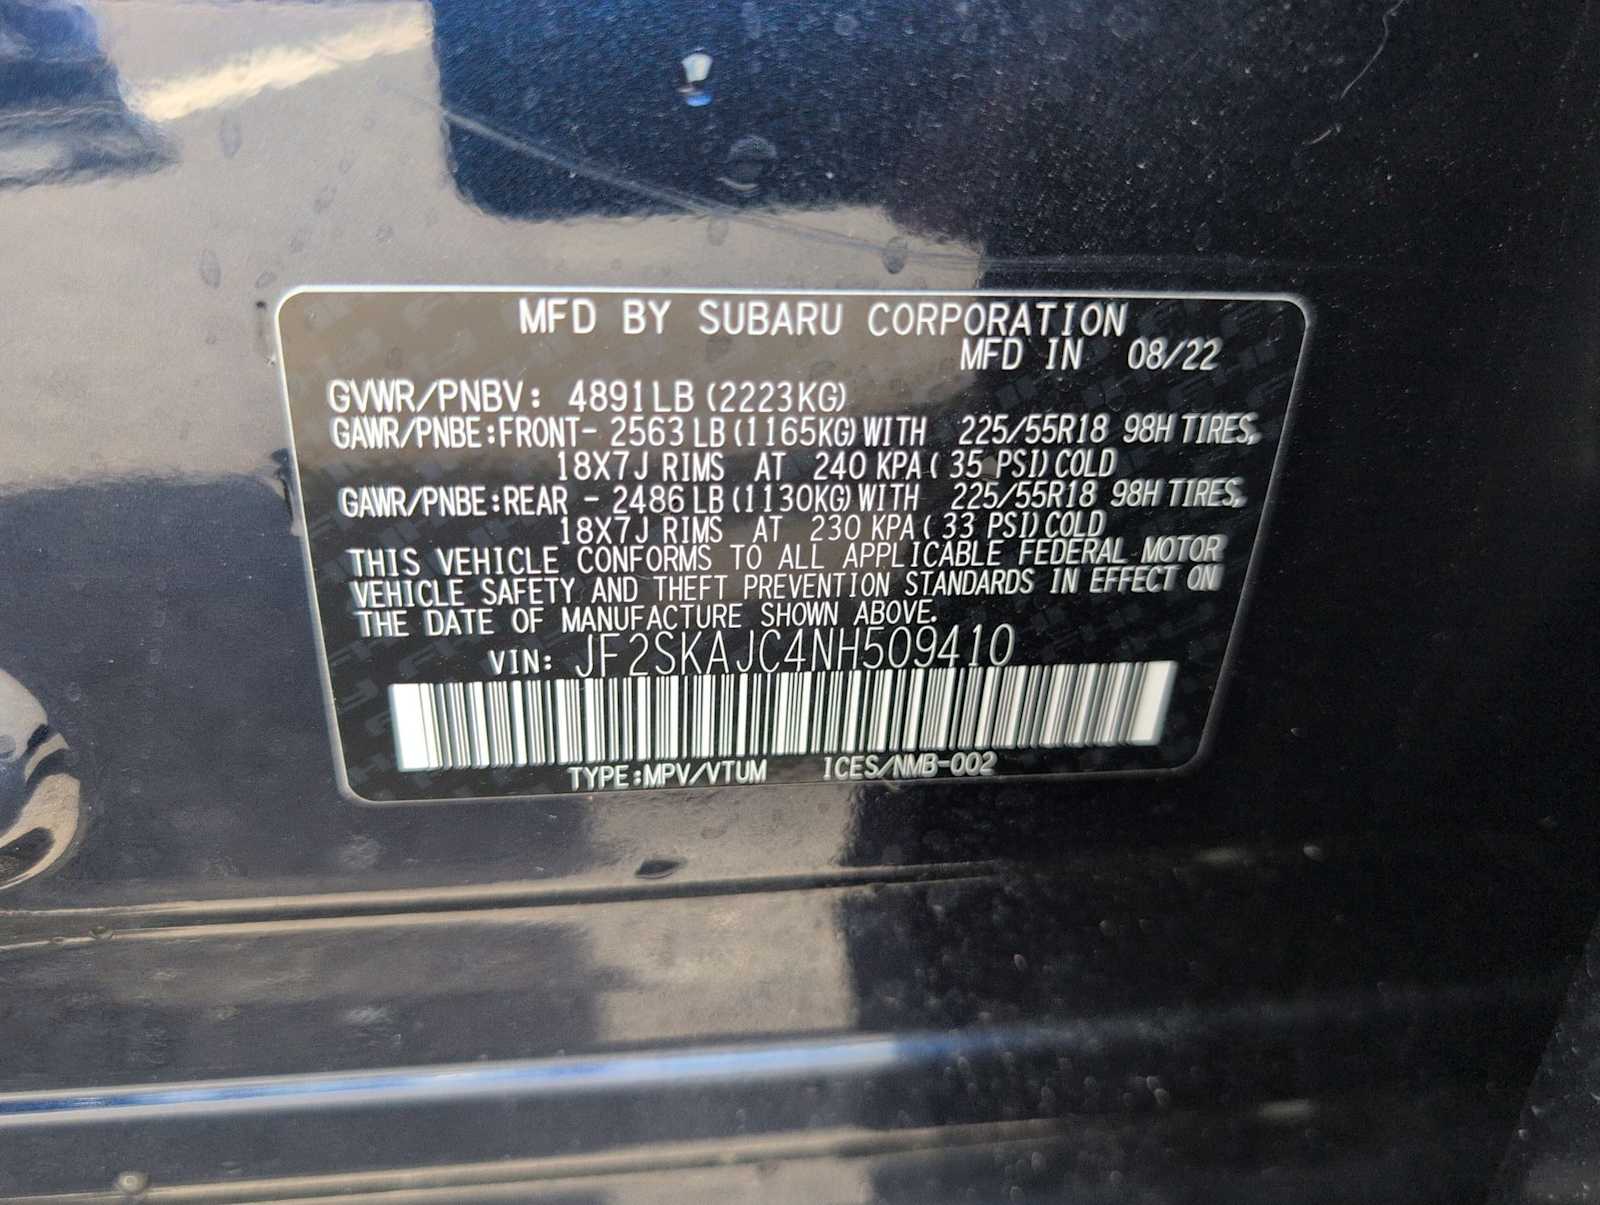 MFD BY SUBARU CORPORATION
MFD IN 08/22
GVWR/PNBV: 4891LB (2223KG)
GAWR/PNBE:FRONT- 2563 LB (1165KG) WITH 225/55R18 98H TIRES,
18X7J RIMS AT 240 KPA ( 35 PSI) COLD
GAWR/PNBE:REAR - 2486 LB (1130KG) WITH 225/55R18 98H TIRES,
18X7J RIMS AT 230 KPA ( 33 PSI) COLD
THIS VEHICLE CONFORMS TO ALL APPLICABLE FEDERAL MOTOR
VEHICLE SAFETY AND THEFT PREVENTION STANDARDS IN EFFECT ON
THE DATE OF MANUFACTURE SHOWN ABOVE.
VIN: JF2SKAJC4NH509410
TYPE:MPV/VTUM ICES/NMB-002